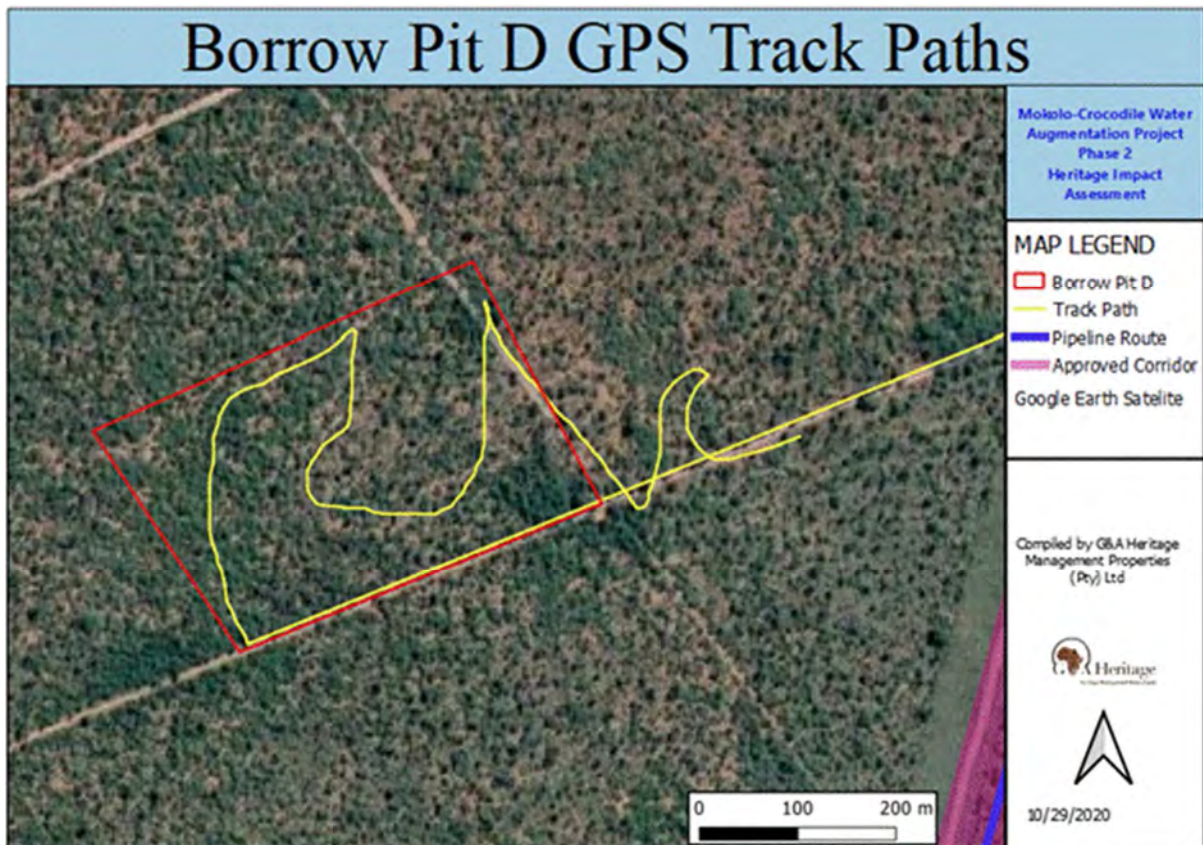 Borrow Pit D GPS Track Paths
Mokolo-Crocodile Water
Augmentation Project
Phase 2
Heritage Impact
Assessment
MAP LEGEND
Borrow Pit D
Track Path
Pipeline Route
Approved Corridor
Google Earth Satelite
Compiled by G&A Heritage
Management Properties
(Pty) Ltd
Heritage
0 100 200 m
10/29/2020